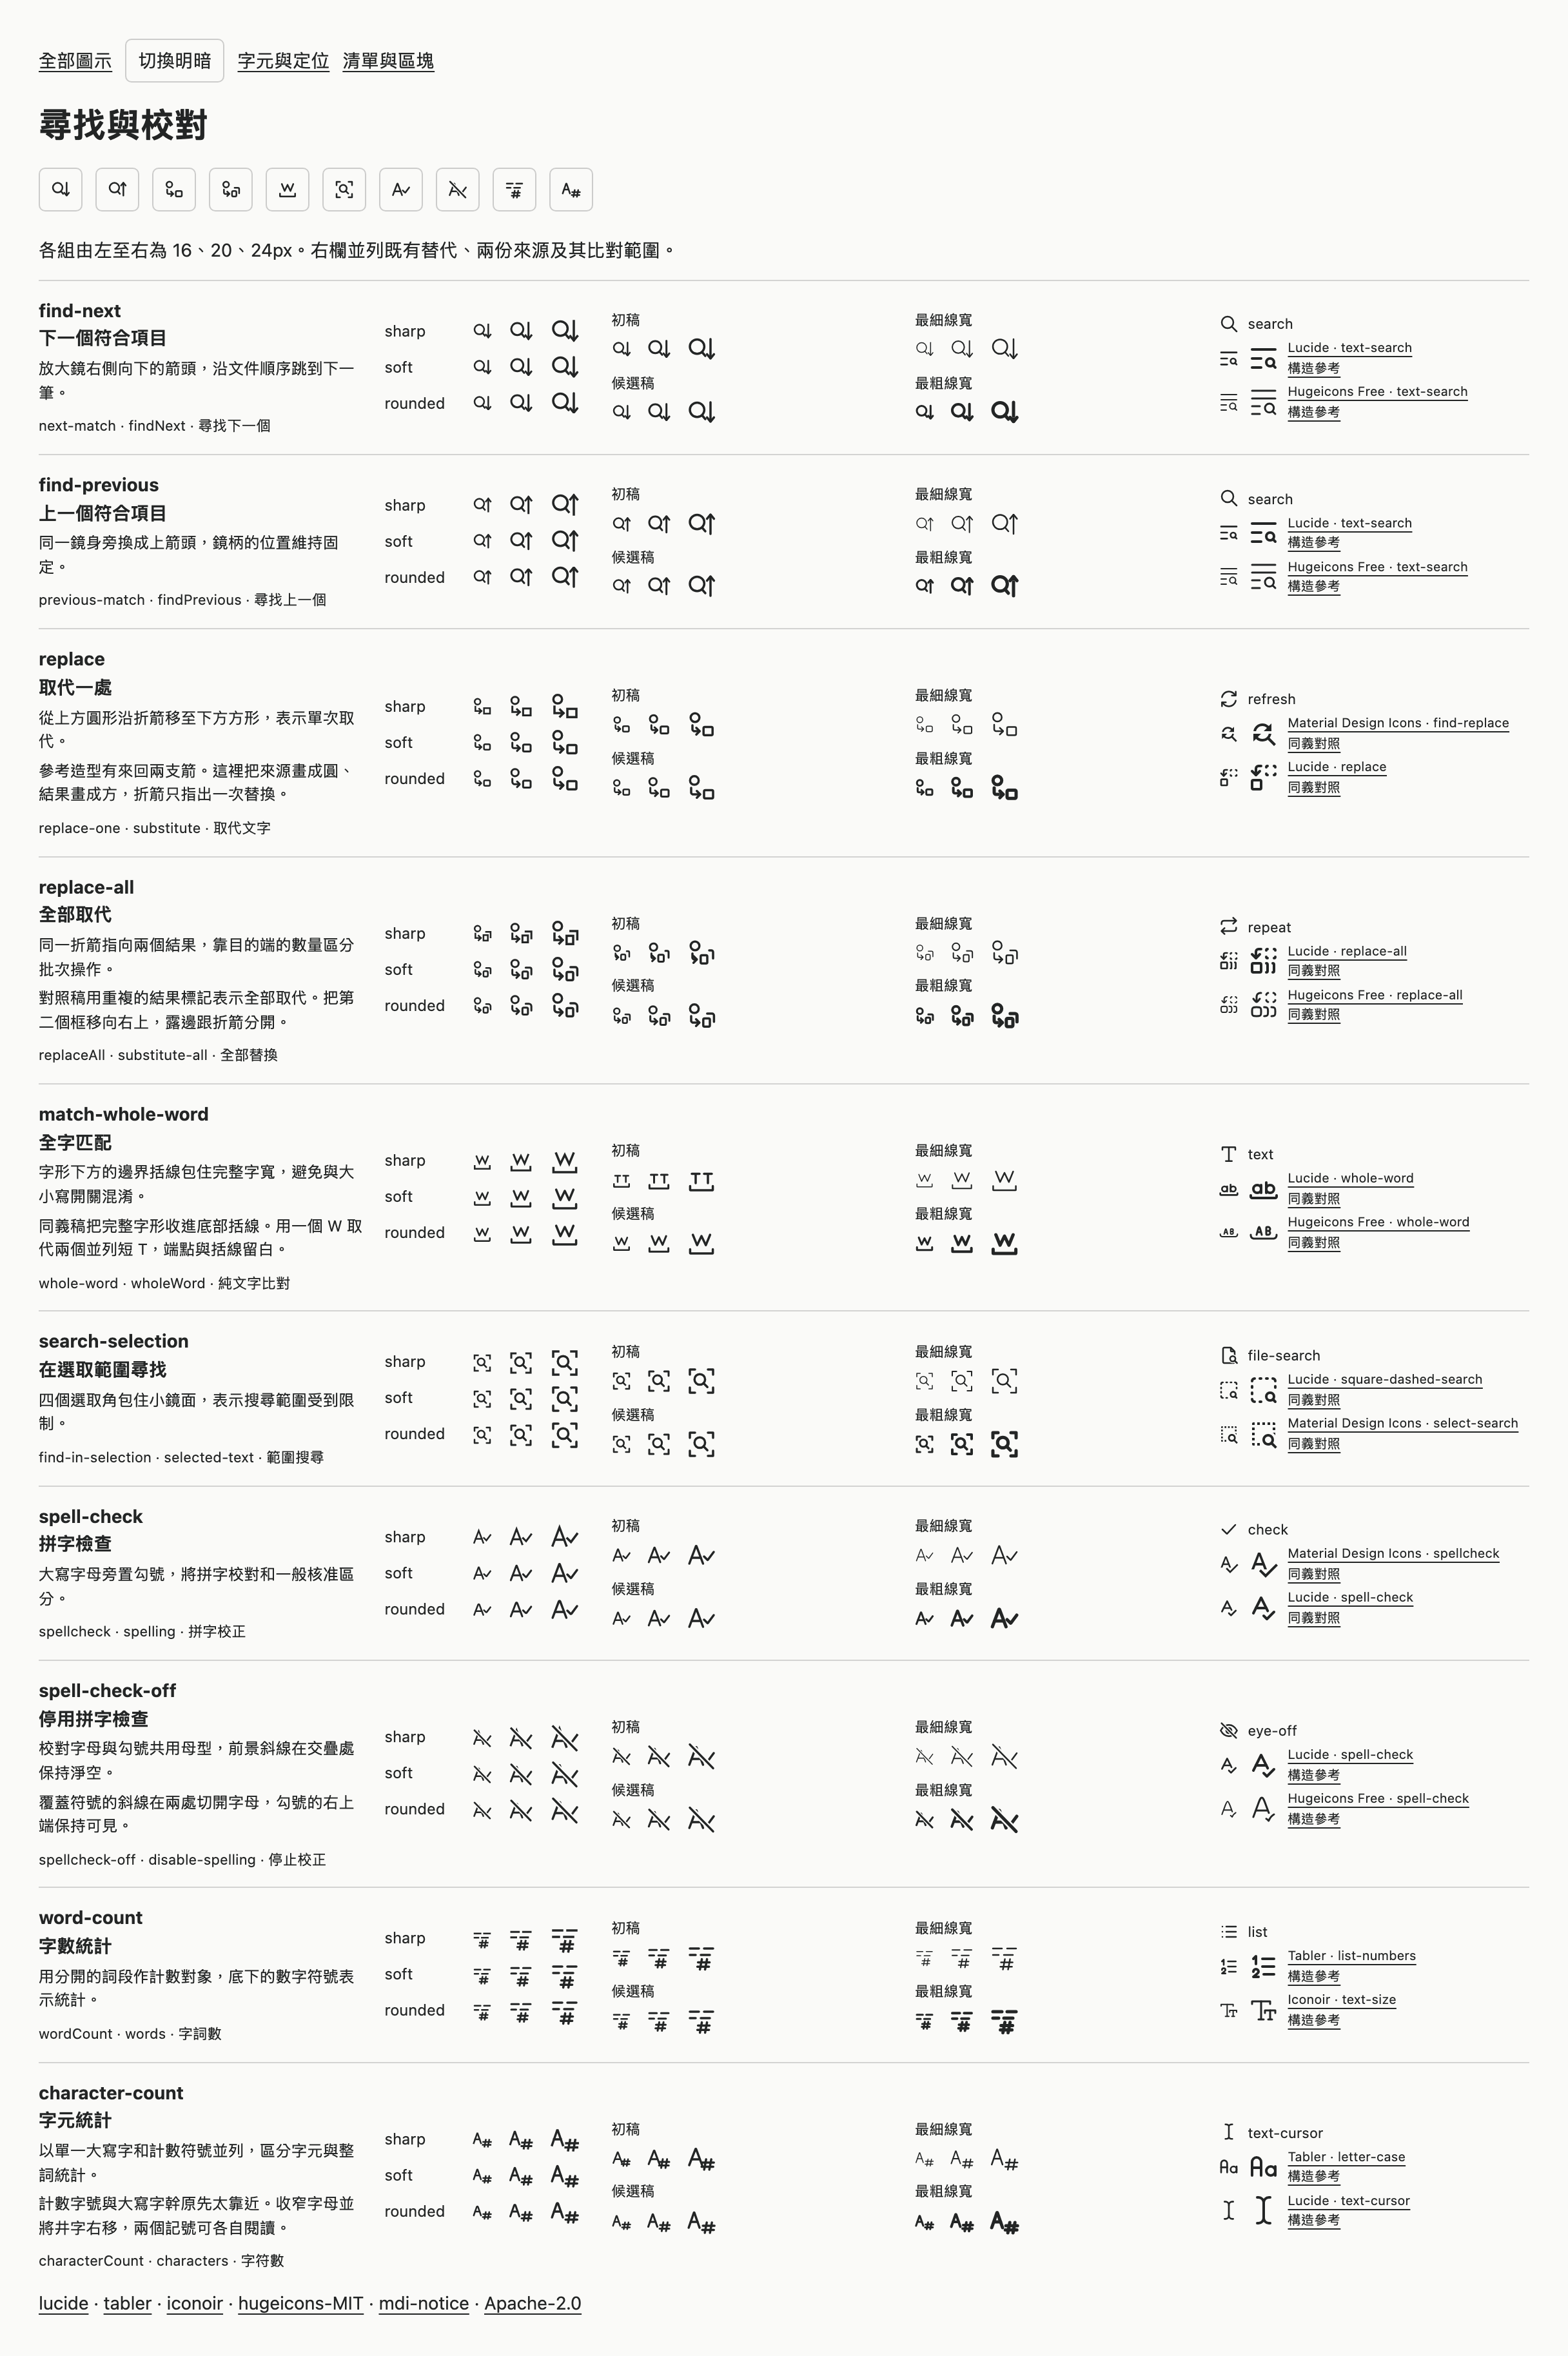 全部圖示 切換明暗 字元與定位 清單與區塊
尋找與校對
各組由左至右為 16、20、24px。右欄並列既有替代、兩份來源及其比對範圍。
find-next
下一個符合項目
放大鏡右側向下的箭頭，沿文件順序跳到下一
筆。
next-match · findNext · 尋找下一個
sharp
soft
rounded
初稿
候選稿
最細線寬
最粗線寬
search
Lucide · text-search
構造參考
Hugeicons Free · text-search
構造參考
find-previous
上一個符合項目
同一鏡身旁換成上箭頭，鏡柄的位置維持固
定。
previous-match · findPrevious · 尋找上一個
sharp
soft
rounded
初稿
候選稿
最細線寬
最粗線寬
search
Lucide · text-search
構造參考
Hugeicons Free · text-search
構造參考
replace
取代一處
從上方圓形沿折箭移至下方方形，表示單次取
代。
參考造型有來回兩支箭。這裡把來源畫成圓、
結果畫成方，折箭只指出一次替換。
replace-one · substitute · 取代文字
sharp
soft
rounded
初稿
候選稿
最細線寬
最粗線寬
refresh
Material Design Icons · find-replace
同義對照
Lucide · replace
同義對照
replace-all
全部取代
同一折箭指向兩個結果，靠目的端的數量區分
批次操作。
對照稿用重複的結果標記表示全部取代。把第
二個框移向右上，露邊跟折箭分開。
replaceAll · substitute-all · 全部替換
sharp
soft
rounded
初稿
候選稿
最細線寬
最粗線寬
repeat
Lucide · replace-all
同義對照
Hugeicons Free · replace-all
同義對照
match-whole-word
全字匹配
字形下方的邊界括線包住完整字寬，避免與大
小寫開關混淆。
同義稿把完整字形收進底部括線。用一個 W 取
代兩個並列短 T，端點與括線留白。
whole-word · wholeWord · 純文字比對
sharp
soft
rounded
初稿
候選稿
最細線寬
最粗線寬
text
Lucide · whole-word
同義對照
Hugeicons Free · whole-word
同義對照
search-selection
在選取範圍尋找
四個選取角包住小鏡面，表示搜尋範圍受到限
制。
find-in-selection · selected-text · 範圍搜尋
sharp
soft
rounded
初稿
候選稿
最細線寬
最粗線寬
file-search
Lucide · square-dashed-search
同義對照
Material Design Icons · select-search
同義對照
spell-check
拼字檢查
大寫字母旁置勾號，將拼字校對和一般核准區
分。
spellcheck · spelling · 拼字校正
sharp
soft
rounded
初稿
候選稿
最細線寬
最粗線寬
check
Material Design Icons · spellcheck
同義對照
Lucide · spell-check
同義對照
spell-check-off
停用拼字檢查
校對字母與勾號共用母型，前景斜線在交疊處
保持淨空。
覆蓋符號的斜線在兩處切開字母，勾號的右上
端保持可見。
spellcheck-off · disable-spelling · 停止校正
sharp
soft
rounded
初稿
候選稿
最細線寬
最粗線寬
eye-off
Lucide · spell-check
構造參考
Hugeicons Free · spell-check
構造參考
word-count
字數統計
用分開的詞段作計數對象，底下的數字符號表
示統計。
wordCount · words · 字詞數
sharp
soft
rounded
初稿
候選稿
最細線寬
最粗線寬
list
Tabler · list-numbers
構造參考
Iconoir · text-size
構造參考
character-count
字元統計
以單一大寫字和計數符號並列，區分字元與整
詞統計。
計數字號與大寫字幹原先太靠近。收窄字母並
將井字右移，兩個記號可各自閱讀。
characterCount · characters · 字符數
sharp
soft
rounded
初稿
候選稿
最細線寬
最粗線寬
text-cursor
Tabler · letter-case
構造參考
Lucide · text-cursor
構造參考
lucide · tabler · iconoir · hugeicons-MIT · mdi-notice · Apache-2.0